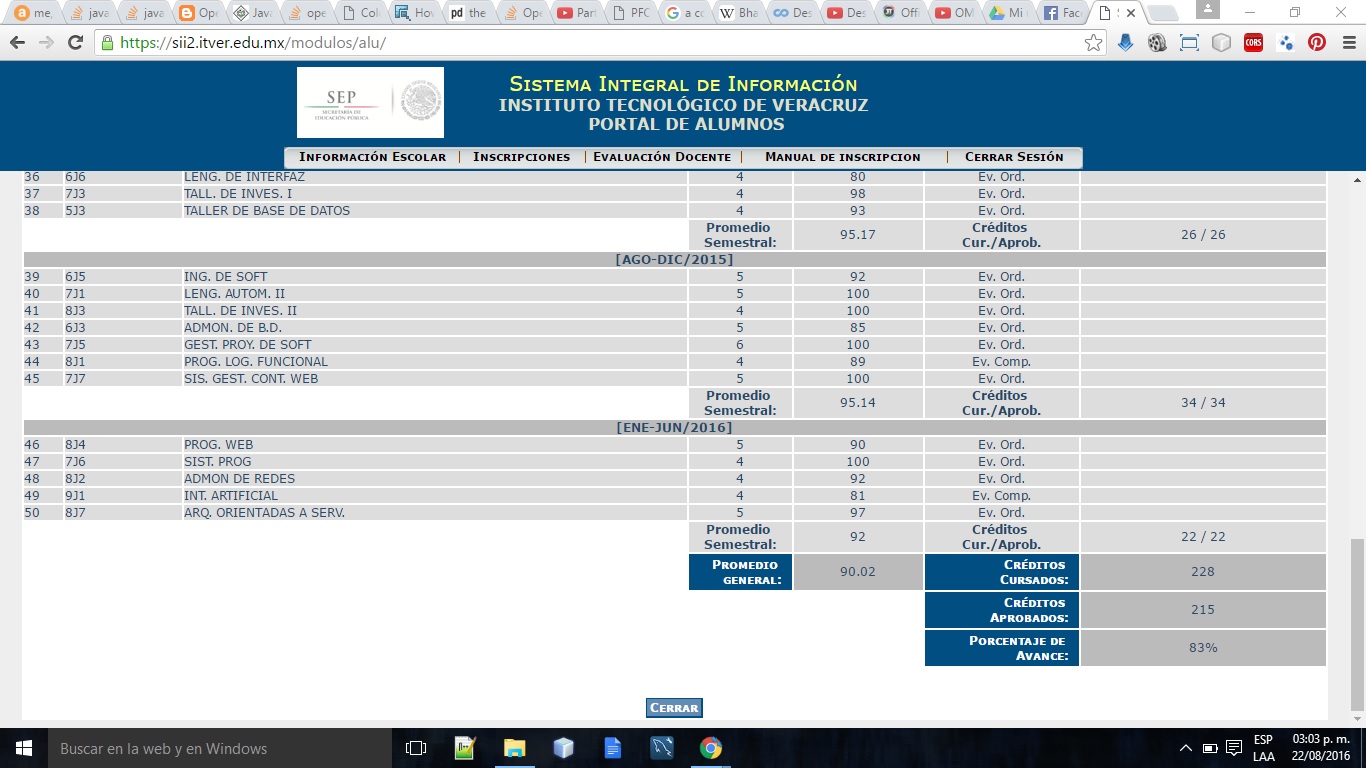 me,
java
java
Ope
Java
ope
Col
How
pd the
Ope
Part
PFC
a co
Bha
Des
Des
Offi
OM
Mi u
Face
S
https://sii2.itver.edu.mx/modulos/alu/
CORS
SEP
SECRETARÍA DE
EDUCACIÓN PÚBLICA
Sistema Integral de Información
INSTITUTO TECNOLÓGICO DE VERACRUZ
PORTAL DE ALUMNOS
Información Escolar | Inscripciones | Evaluación Docente | Manual de inscripcion | Cerrar Sesión
36 6J6 LENG. DE INTERFAZ 4 80 Ev. Ord.
37 7J3 TALL. DE INVES. I 4 98 Ev. Ord.
38 5J3 TALLER DE BASE DE DATOS 4 93 Ev. Ord.
Promedio Semestral: 95.17 Créditos Cur./Aprob. 26 / 26
[AGO-DIC/2015]
39 6J5 ING. DE SOFT 5 92 Ev. Ord.
40 7J1 LENG. AUTOM. II 5 100 Ev. Ord.
41 8J3 TALL. DE INVES. II 4 100 Ev. Ord.
42 6J3 ADMON. DE B.D. 5 85 Ev. Ord.
43 7J5 GEST. PROY. DE SOFT 6 100 Ev. Ord.
44 8J1 PROG. LOG. FUNCIONAL 4 89 Ev. Comp.
45 7J7 SIS. GEST. CONT. WEB 5 100 Ev. Ord.
Promedio Semestral: 95.14 Créditos Cur./Aprob. 34 / 34
[ENE-JUN/2016]
46 8J4 PROG. WEB 5 90 Ev. Ord.
47 7J6 SIST. PROG 4 100 Ev. Ord.
48 8J2 ADMON DE REDES 4 92 Ev. Ord.
49 9J1 INT. ARTIFICIAL 4 81 Ev. Comp.
50 8J7 ARQ. ORIENTADAS A SERV. 5 97 Ev. Ord.
Promedio Semestral: 92 Créditos Cur./Aprob. 22 / 22
Promedio general: 90.02 Créditos Cursados: 228
Créditos Aprobados: 215
Porcentaje de Avance: 83%
Cerrar
Buscar en la web y en Windows
ESP
LAA
03:03 p. m.
22/08/2016